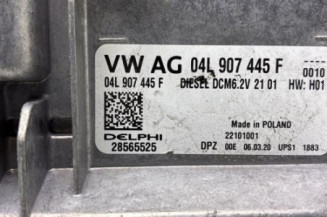 VW AG 04L 907 445 F
0010
04L 907 445 F DIESEL DCM6.2V 21 01 HW: H01
DELPHI
28565525
Made in POLAND
22101001
DPZ 00E 06.03.20 UPS1 1883